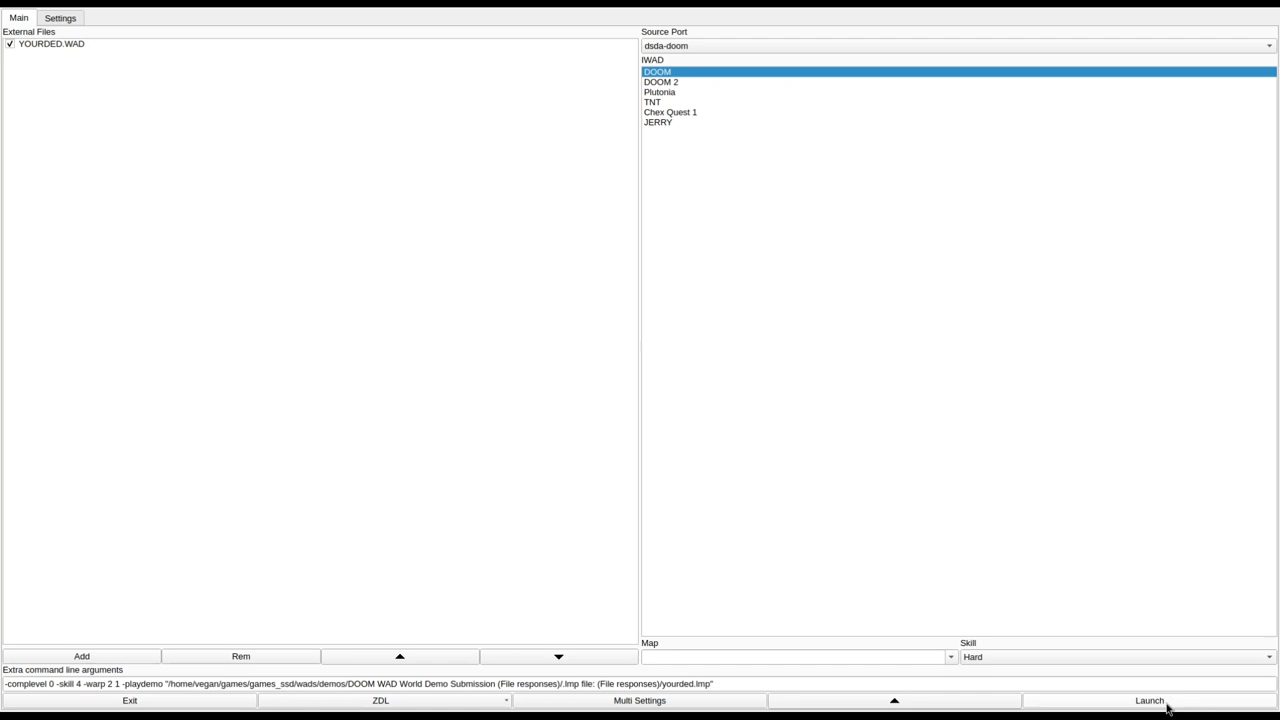 Main Settings
External Files
YOURDED.WAD
Source Port
dsda-doom
IWAD
DOOM
DOOM 2
Plutonia
TNT
Chex Quest 1
JERRY
Map Skill
Hard
Add Rem
Extra command line arguments
-complevel 0 -skill 4 -warp 2 1 -playdemo "/home/vegan/games/games_ssd/wads/demos/DOOM WAD World Demo Submission (File responses)/.lmp file: (File responses)/yourded.lmp"
Exit ZDL Multi Settings Launch